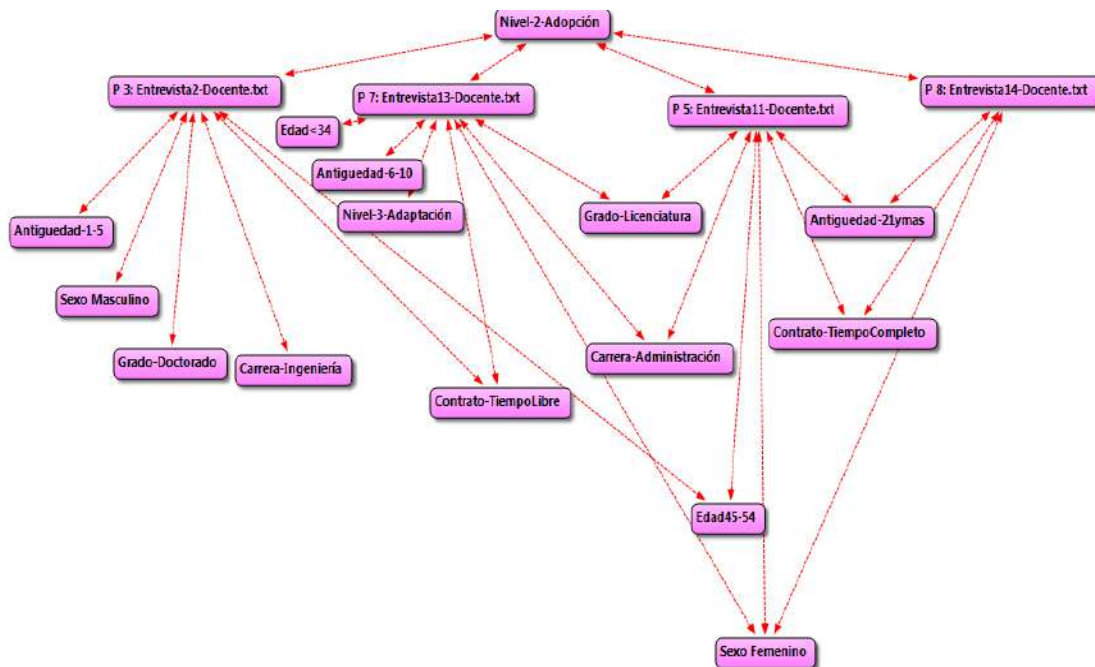 Nivel-2-Adopción
P 3: Entrevista2-Docente.txt
P 7: Entrevista13-Docente.txt
P 5: Entrevista11-Docente.txt
P 8: Entrevista14-Docente.txt
Edad<34
Antiguedad-6-10
Nivel-3-Adaptación
Grado-Licenciatura
Antiguedad-21ymas
Antiguedad-1-5
Sexo Masculino
Grado-Doctorado
Carrera-Ingeniería
Contrato-TiempoLibre
Carrera-Administración
Contrato-TiempoCompleto
Edad45-54
Sexo Femenino